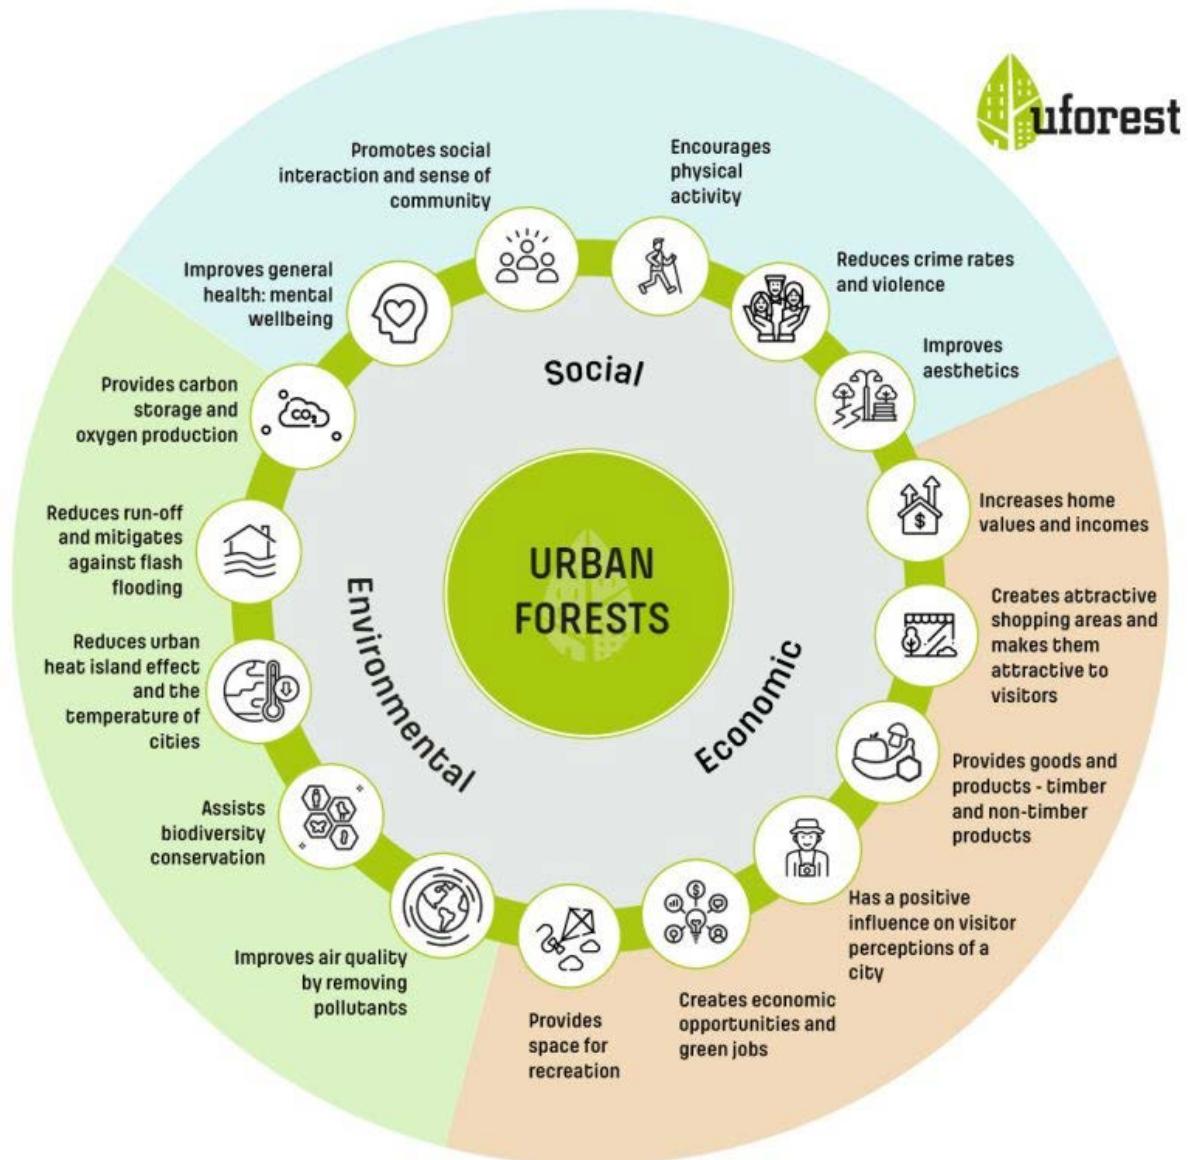 uforest
Promotes social
interaction and sense of
community
Encourages
physical
activity
Improves general
health: mental
wellbeing
Reduces crime rates
and violence
Improves
aesthetics
Social
Provides carbon
storage and
oxygen production
CO₂
Increases home
values and incomes
$
Reduces run-off
and mitigates
against flash
flooding
URBAN
FORESTS
Environmental
Economic
Creates attractive
shopping areas and
makes them
attractive to
visitors
Reduces urban
heat island effect
and the
temperature of
cities
Provides goods and
products - timber
and non-timber
products
Assists
biodiversity
conservation
Has a positive
influence on visitor
perceptions of a
city
$
Improves air quality
by removing
pollutants
Creates economic
opportunities and
green jobs
Provides
space for
recreation